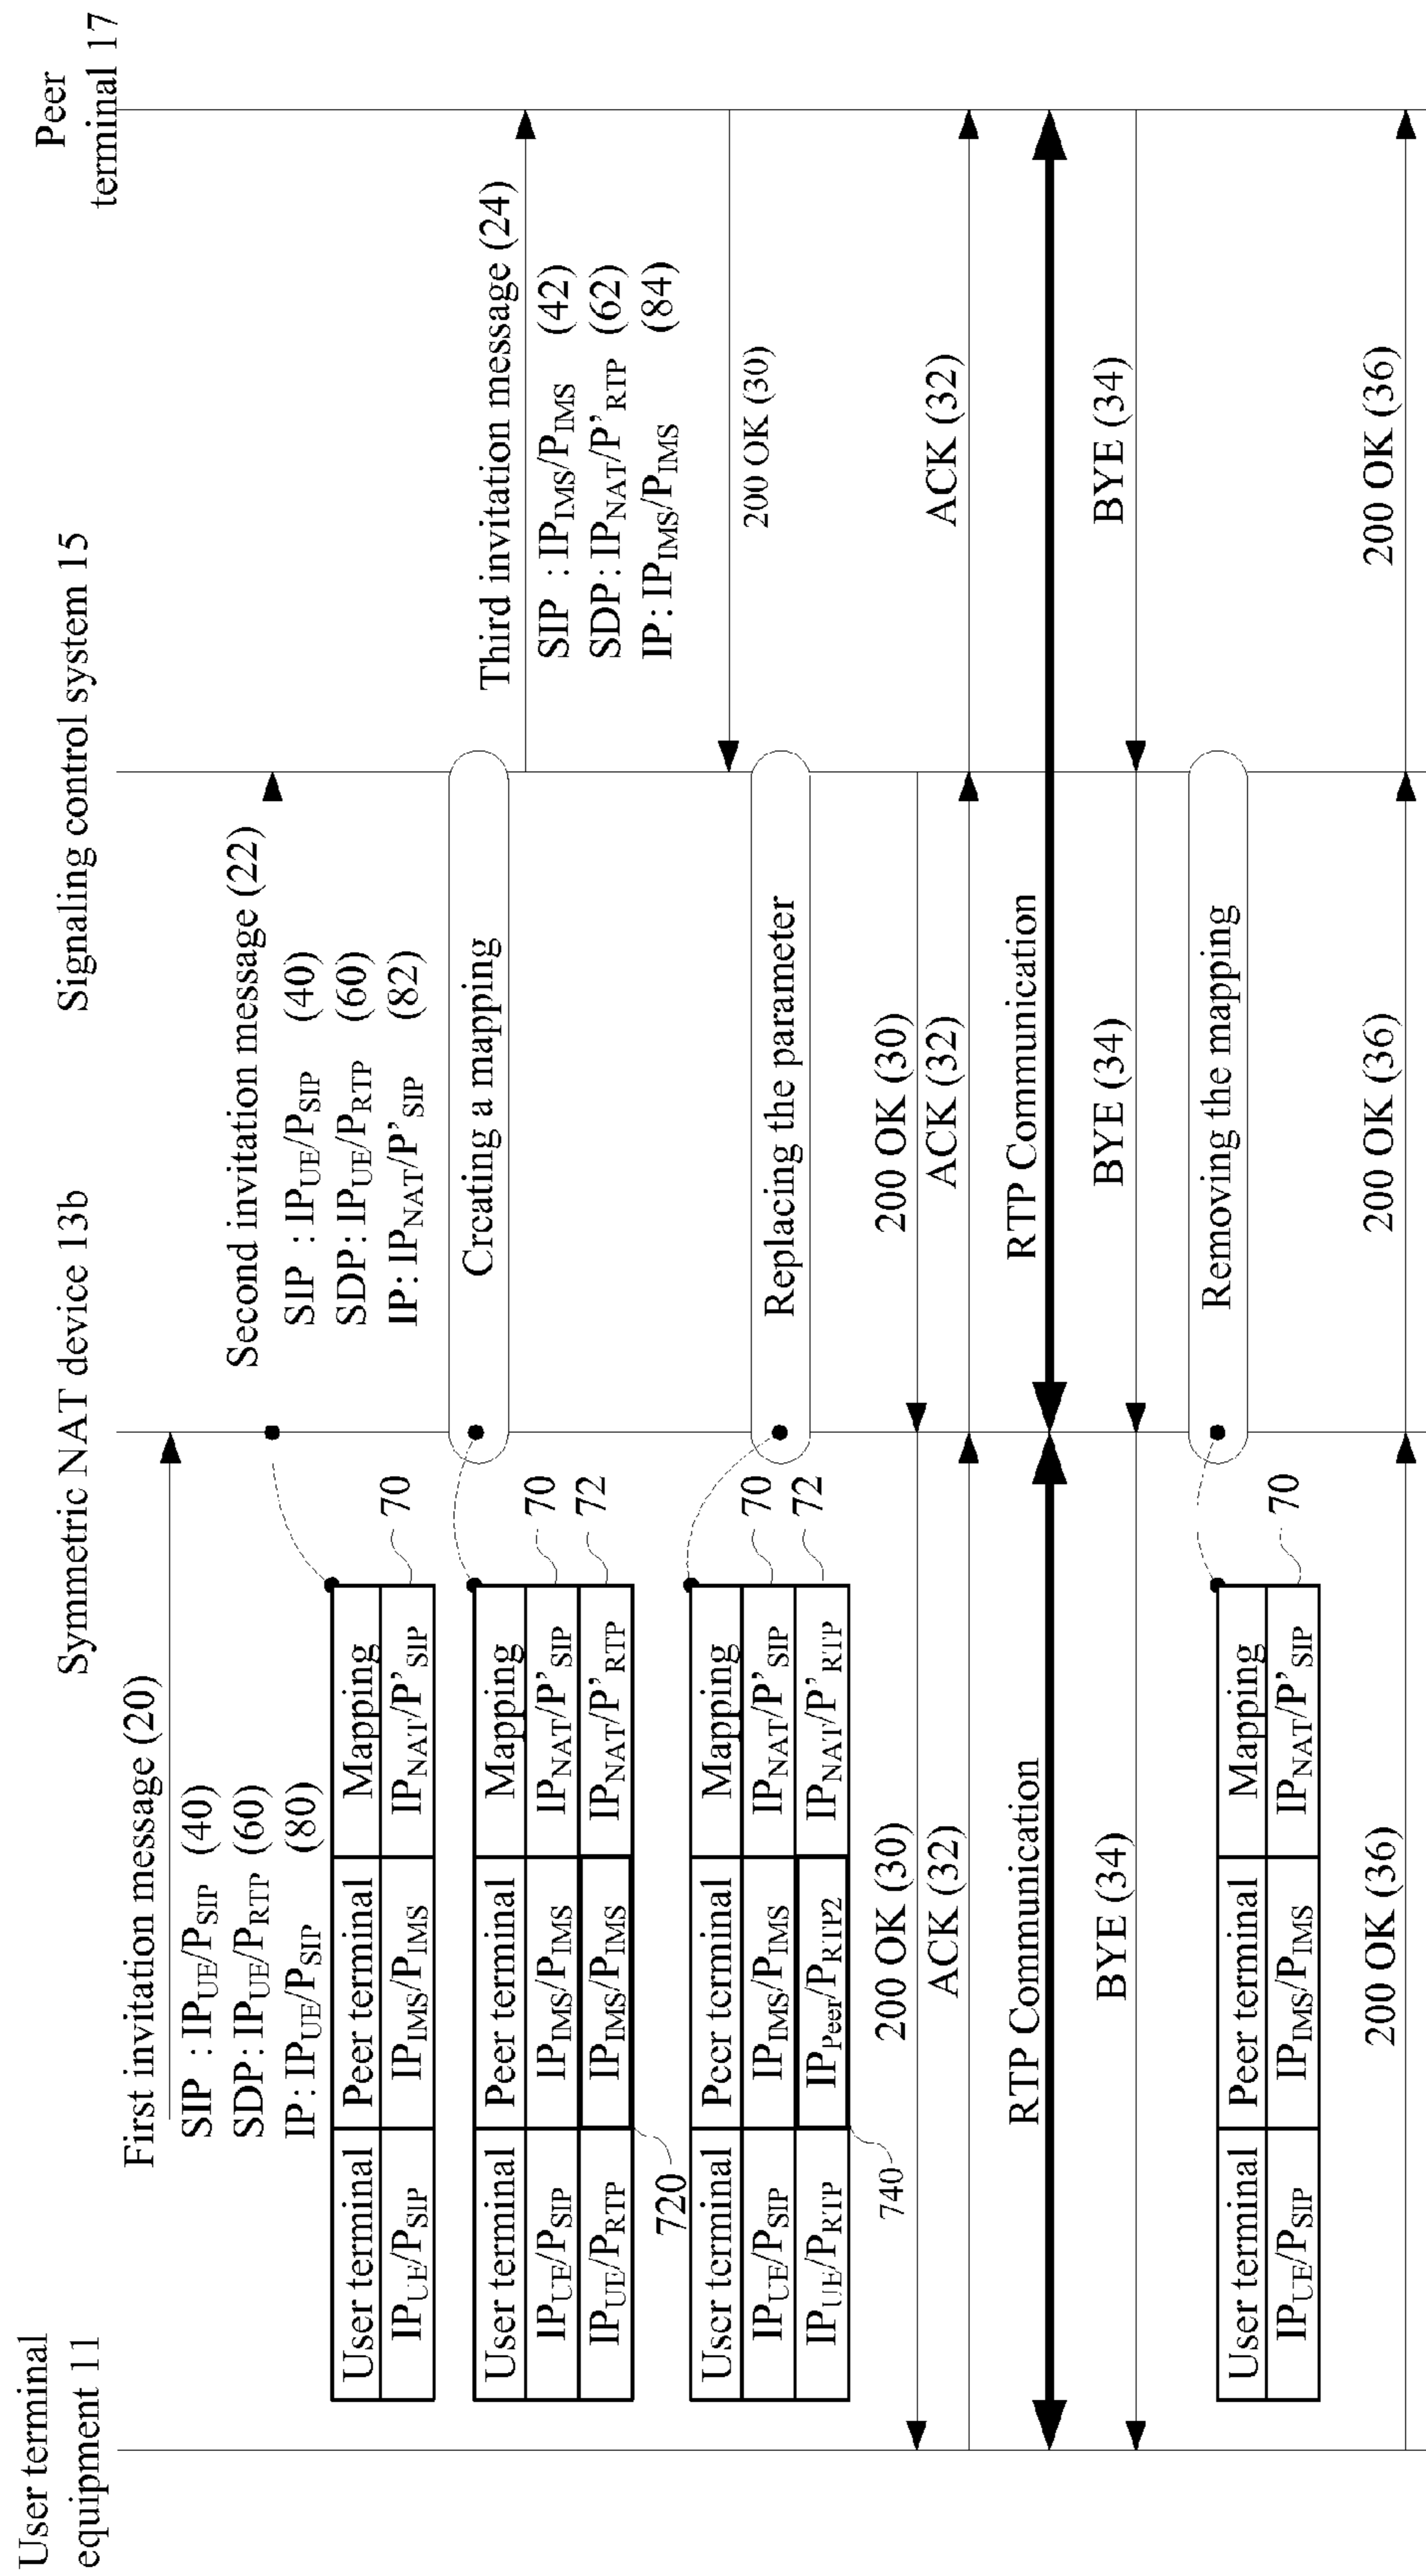 User terminal
equipment 11
Symmetric NAT device 13b
Signaling control system 15
Peer
terminal 17
First invitation message (20)
SIP : IPUE/PSIP (40)
SDP : IPUE/PRTP (60)
IP : IPUE/PSIP (80)
Second invitation message (22)
SIP : IPUE/PSIP (40)
SDP : IPUE/PRTP (60)
IP : IPNAT/P'SIP (82)
User terminal Peer terminal Mapping
IPUE/PSIP IPIMS/PIMS IPNAT/P'SIP 70
Creating a mapping
User terminal Peer terminal Mapping
IPUE/PSIP IPIMS/PIMS IPNAT/P'SIP 70
IPUE/PRTP IPIMS/PIMS IPNAT/P'RTP 72
720
Third invitation message (24)
SIP : IPIMS/PIMS (42)
SDP : IPNAT/P'RTP (62)
IP : IPIMS/PIMS (84)
200 OK (30)
Replacing the parameter
User terminal Peer terminal Mapping
IPUE/PSIP IPIMS/PIMS IPNAT/P'SIP 70
IPUE/PRTP IPPeer/PRTP2 IPNAT/P'RTP 72
740
200 OK (30) 200 OK (30)
ACK (32) ACK (32) ACK (32)
RTP Communication RTP Communication
BYE (34) BYE (34) BYE (34)
Removing the mapping
User terminal Peer terminal Mapping
IPUE/PSIP IPIMS/PIMS IPNAT/P'SIP 70
200 OK (36) 200 OK (36) 200 OK (36)